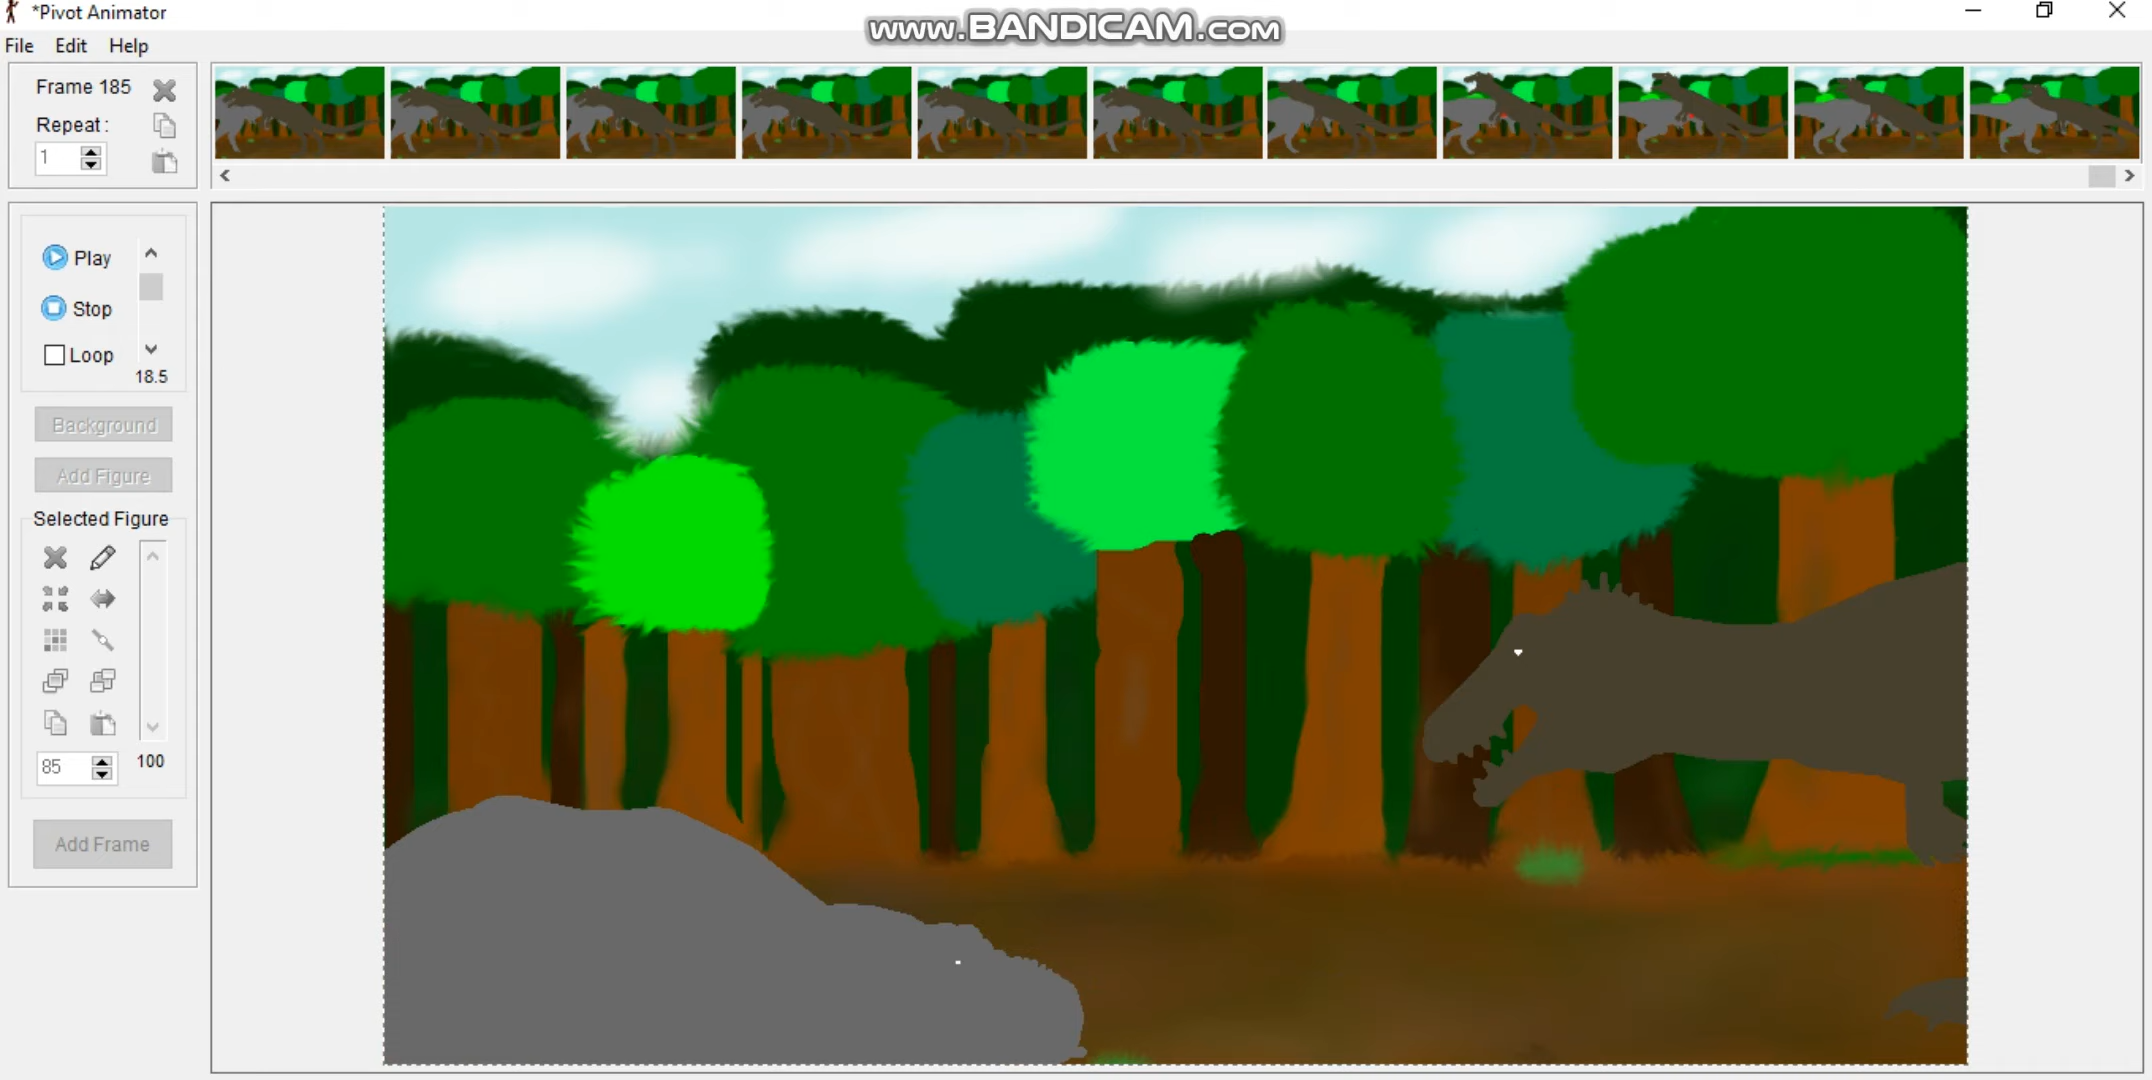 *Pivot Animator
www.BANDICAM.com
File Edit Help
Frame 185
Repeat :
1
Play
Stop
Loop
18.5
Background
Add Figure
Selected Figure
85
100
Add Frame